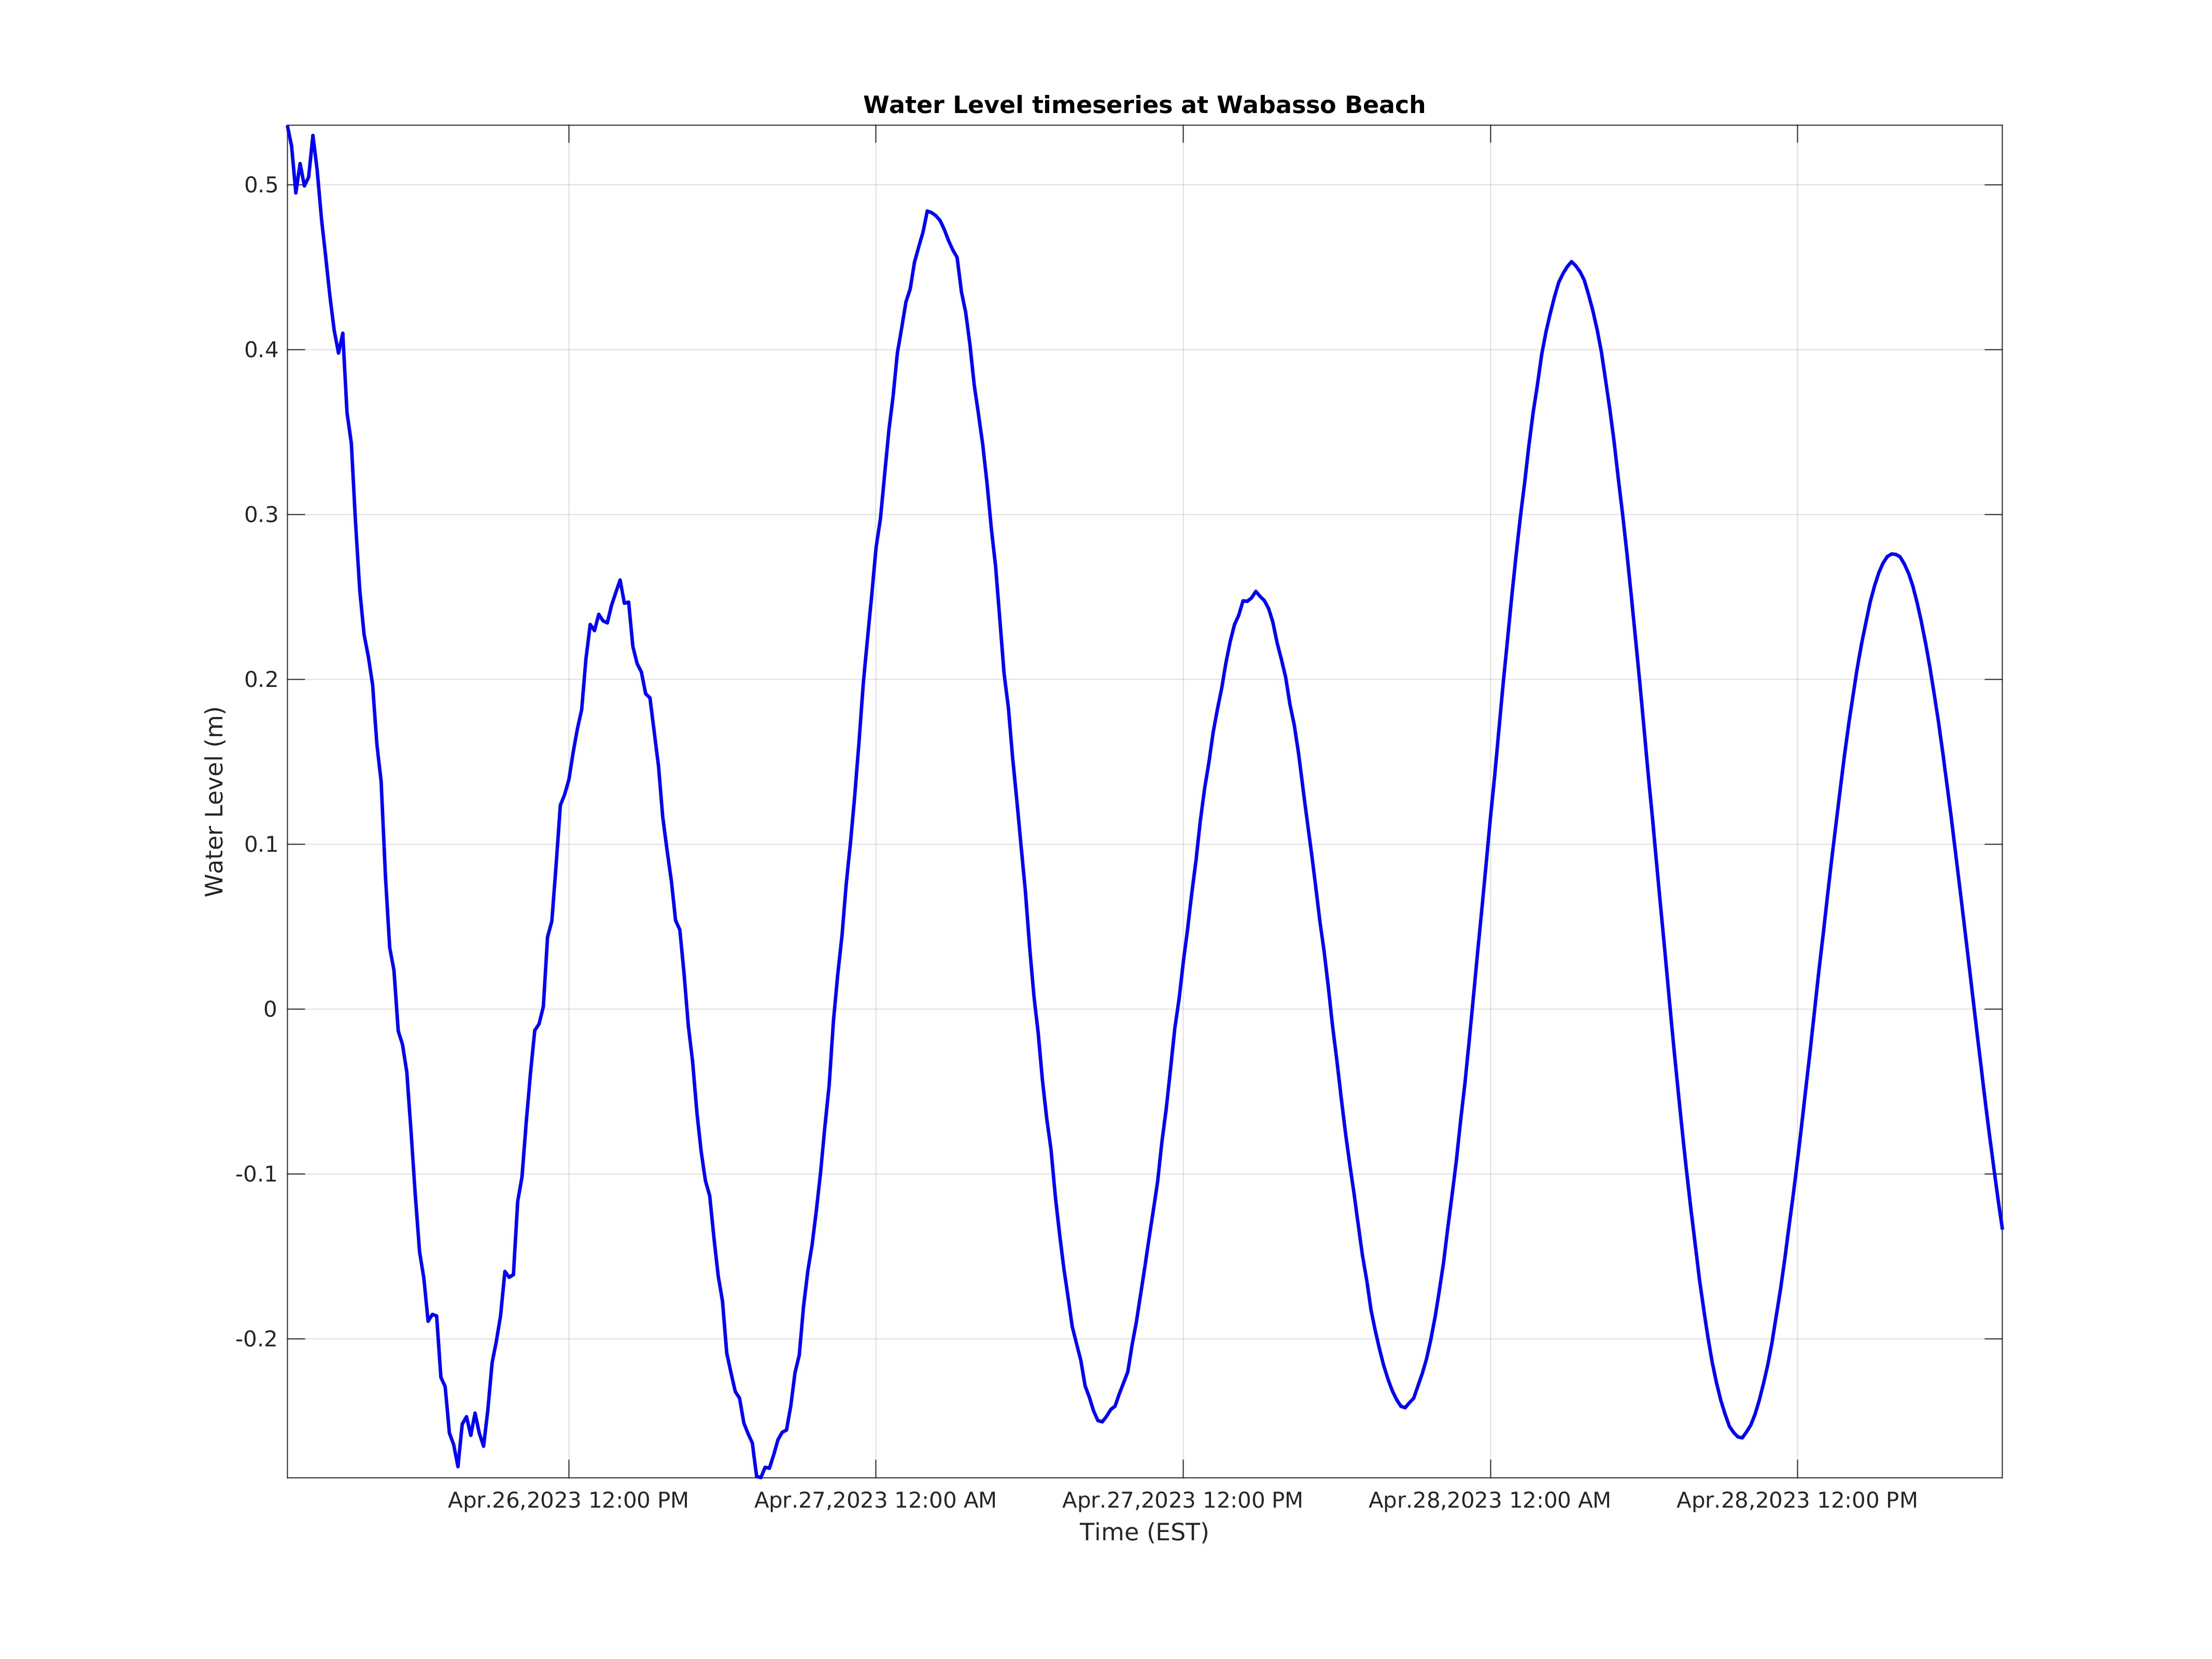 Water Level timeseries at Wabasso Beach
0.5
0.4
0.3
0.2
0.1
0
-0.1
-0.2
Water Level (m)
Apr.26,2023 12:00 PM Apr.27,2023 12:00 AM Apr.27,2023 12:00 PM Apr.28,2023 12:00 AM Apr.28,2023 12:00 PM
Time (EST)